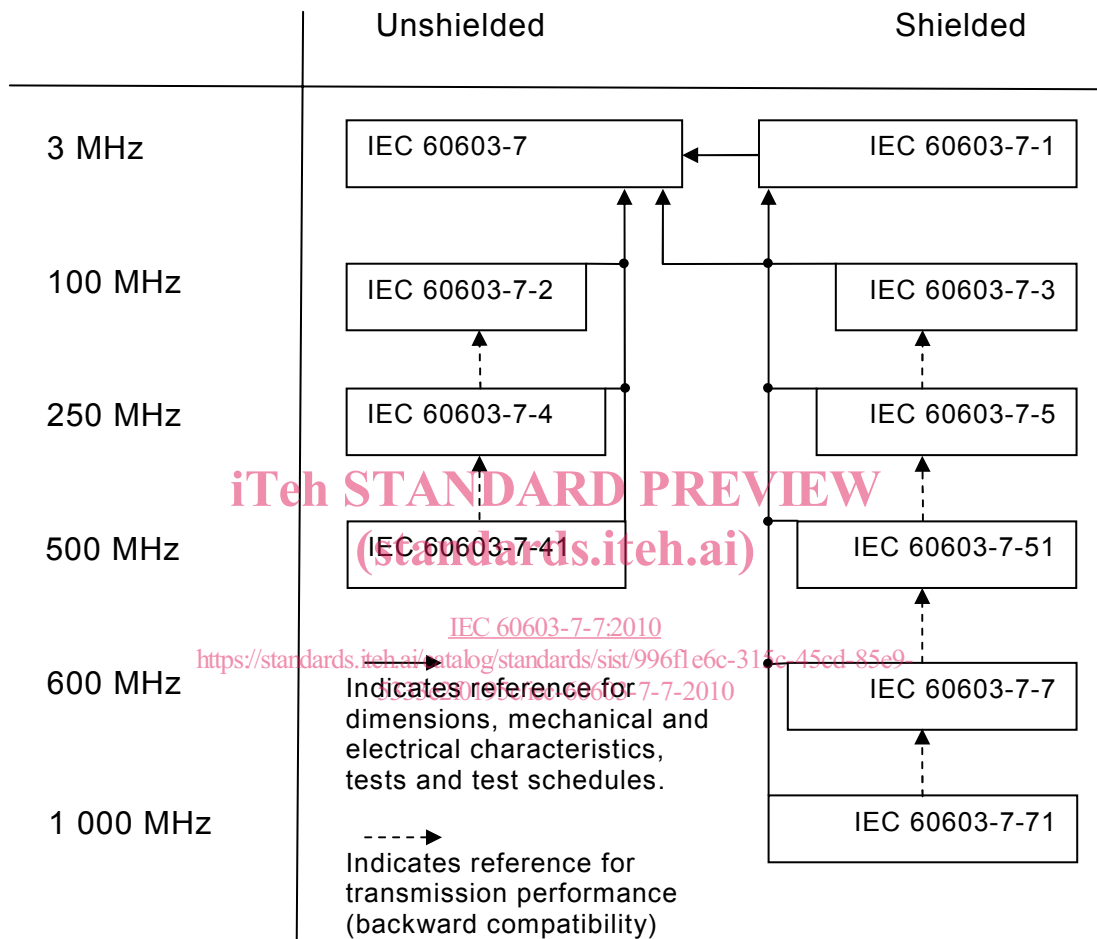 Unshielded Shielded
3 MHz IEC 60603-7 IEC 60603-7-1
100 MHz IEC 60603-7-2 IEC 60603-7-3
250 MHz IEC 60603-7-4 IEC 60603-7-5
iTeh STANDARD PREVIEW
500 MHz IEC 60603-7-41 IEC 60603-7-51
(standards.iteh.ai)
IEC 60603-7-7:2010
600 MHz IEC 60603-7-7
Indicates reference for
dimensions, mechanical and
electrical characteristics,
tests and test schedules.
1 000 MHz IEC 60603-7-71
Indicates reference for
transmission performance
(backward compatibility)